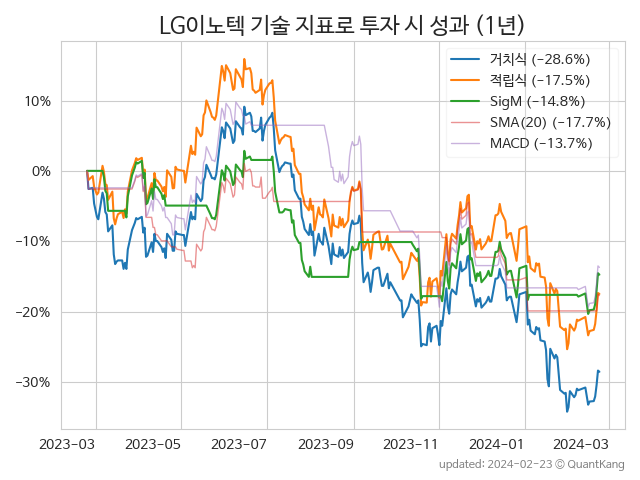 LG이노텍 기술 지표로 투자 시 성과 (1년)
거치식 (−28.6%)
적립식 (−17.5%)
SigM (−14.8%)
SMA(20) (−17.7%)
MACD (−13.7%)
10%
0%
−10%
−20%
−30%
2023-03 2023-05 2023-07 2023-09 2023-11 2024-01 2024-03
updated: 2024-02-23 ⓒ QuantKang